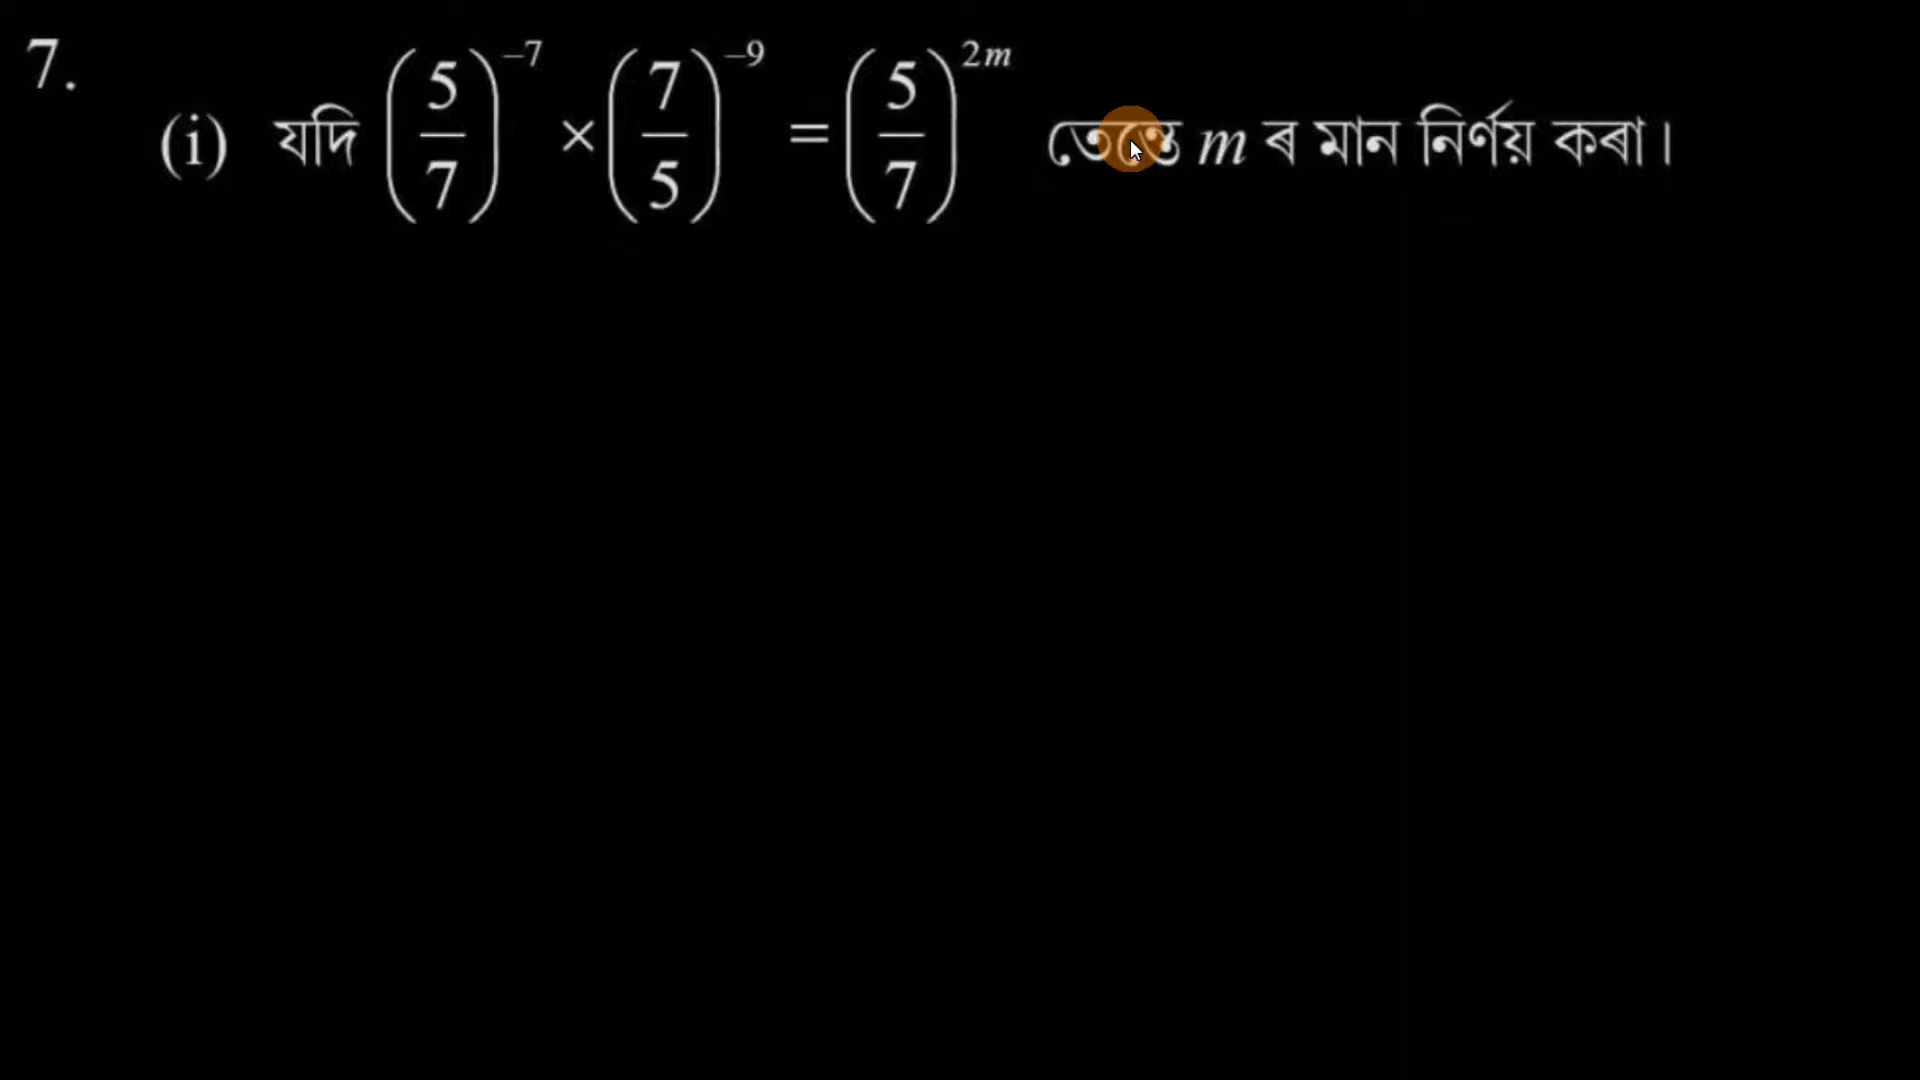 7.
(i) যদি (5/7)^{-7} × (7/5)^{-9} = (5/7)^{2m} তেন্তে m ৰ মান নিৰ্ণয় কৰা।